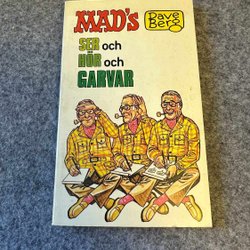 MAD's
Dave
Berg
SER och
HÖR och
GARVAR